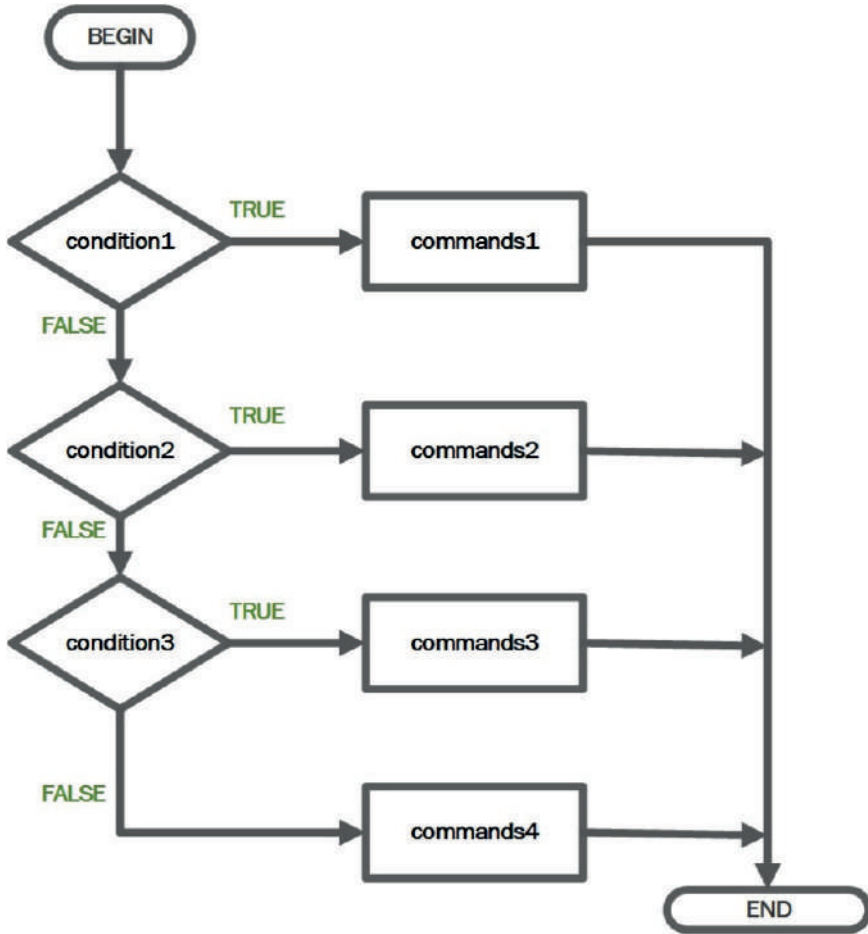 BEGIN
TRUE
condition1
commands1
FALSE
TRUE
condition2
commands2
FALSE
TRUE
condition3
commands3
FALSE
commands4
END